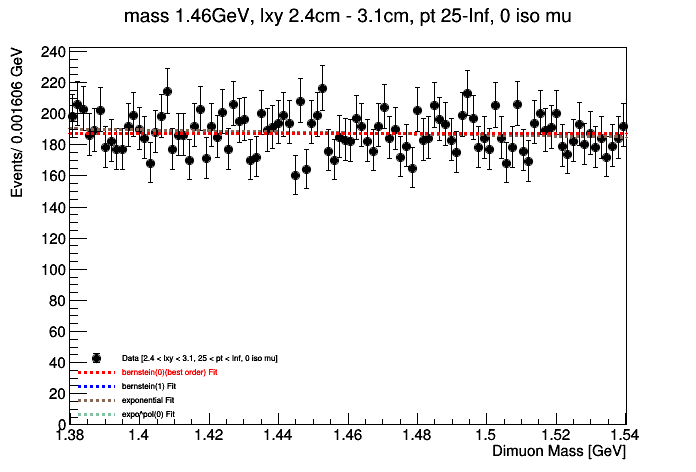 mass 1.46GeV, lxy 2.4cm - 3.1cm, pt 25-Inf, 0 iso mu
Events/ 0.001606 GeV
240
220
200
180
160
140
120
100
80
60
40
20
0
Data [2.4 < lxy < 3.1, 25 < pt < Inf, 0 iso mu]
bernstein(0)(best order) Fit
bernstein(1) Fit
exponential Fit
expo*pol(0) Fit
1.38 1.4 1.42 1.44 1.46 1.48 1.5 1.52 1.54
Dimuon Mass [GeV]